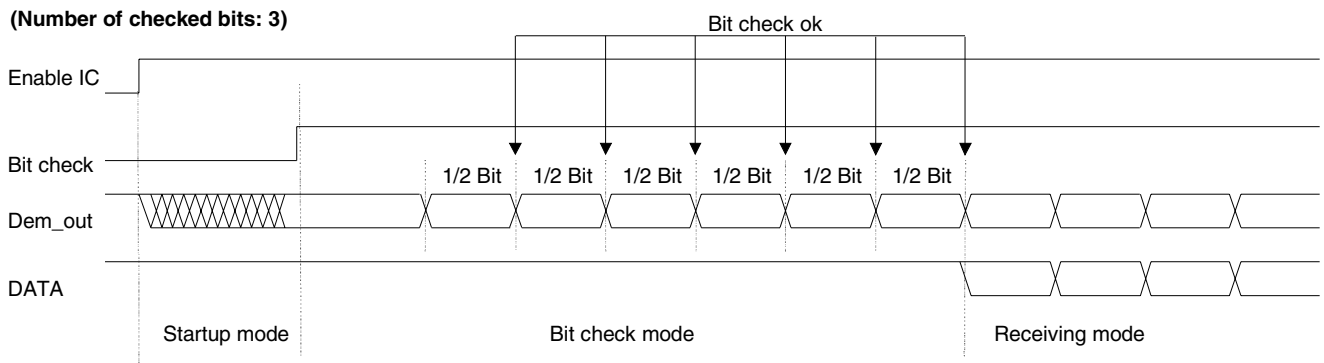 (Number of checked bits: 3)
Bit check ok
Enable IC
Bit check
1/2 Bit 1/2 Bit 1/2 Bit 1/2 Bit 1/2 Bit 1/2 Bit
Dem_out
DATA
Startup mode Bit check mode Receiving mode